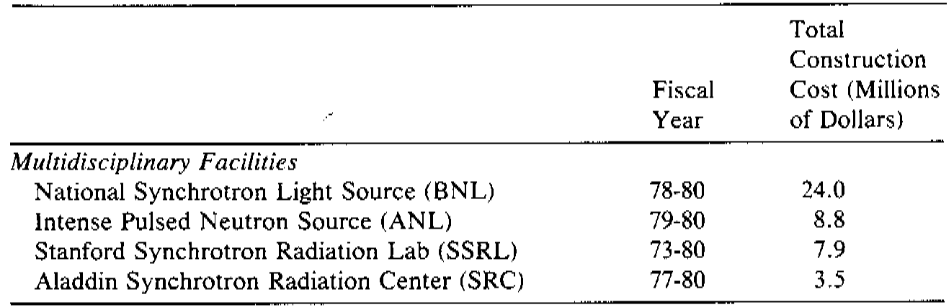 Total
Construction
Fiscal Cost (Millions
Year of Dollars)
Multidisciplinary Facilities
National Synchrotron Light Source (BNL) 78-80 24.0
Intense Pulsed Neutron Source (ANL) 79-80 8.8
Stanford Synchrotron Radiation Lab (SSRL) 73-80 7.9
Aladdin Synchrotron Radiation Center (SRC) 77-80 3.5